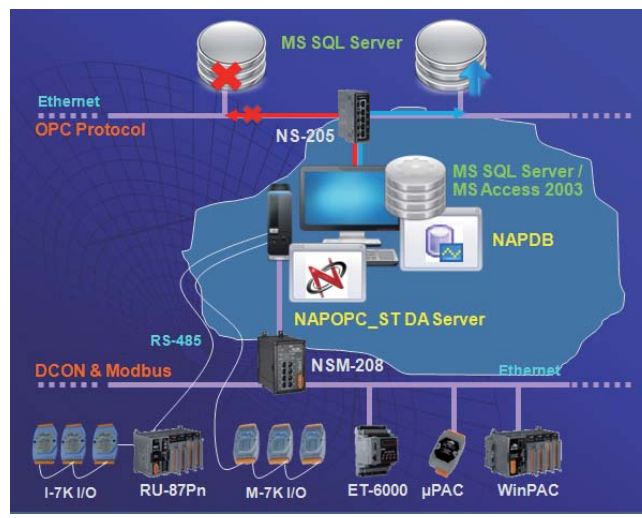 MS SQL Server
Ethernet
OPC Protocol
NS-205
MS SQL Server /
MS Access 2003
NAPDB
NAPOPC_ST DA Server
RS-485
NSM-208
DCON & Modbus
Ethernet
I-7K I/O
RU-87Pn
M-7K I/O
ET-6000
μPAC
WinPAC